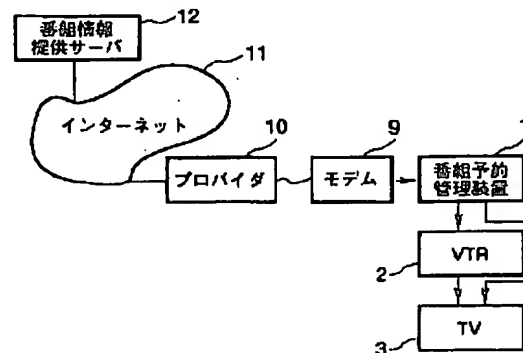 12
番組情報
提供サーバ
11
インターネット
10
9
1
プロバイダ
モデム
番組予約
管理装置
2
VTR
3
TV